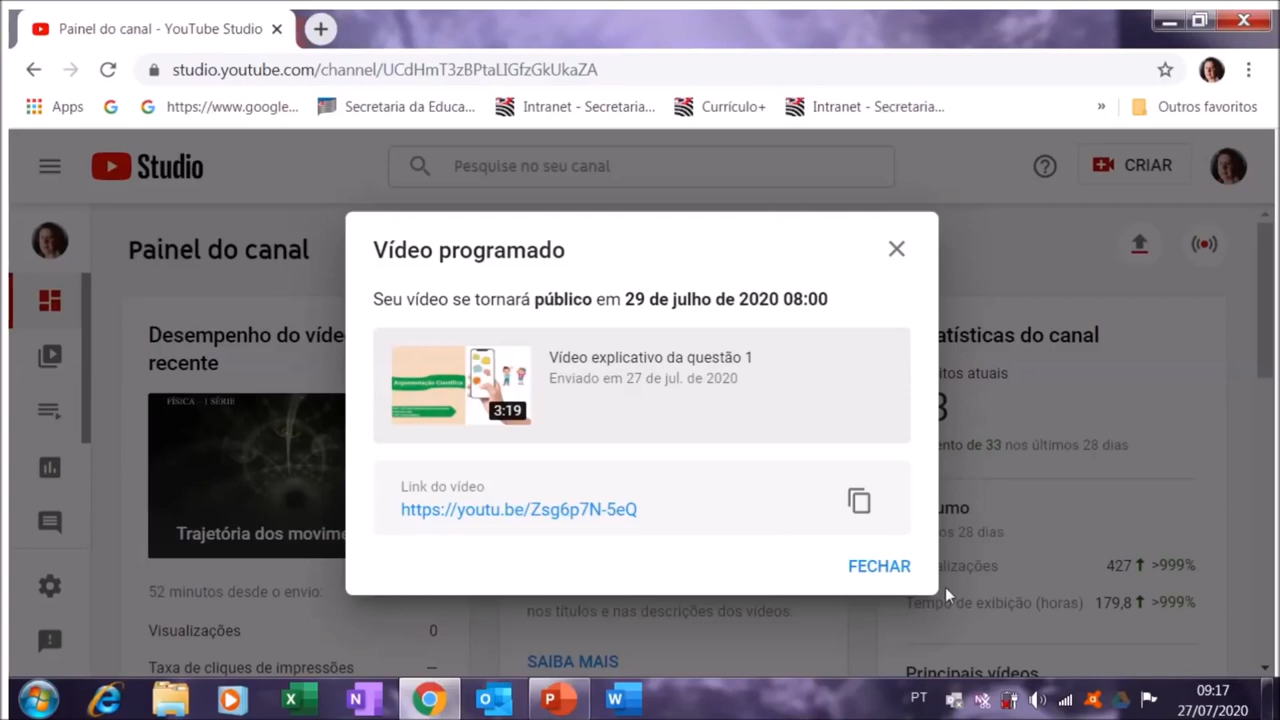 Painel do canal - YouTube Studio
studio.youtube.com/channel/UCdHmT3zBPtaLIGfzGkUkaZA
Apps
https://www.google...
Secretaria da Educa...
Intranet - Secretaria...
Currículo+
Intranet - Secretaria...
»
Outros favoritos
Studio
Pesquise no seu canal
CRIAR
Painel do canal
Vídeo programado
Seu vídeo se tornará público em 29 de julho de 2020 08:00
Argumentação Científica
3:19
Vídeo explicativo da questão 1
Enviado em 27 de jul. de 2020
Link do vídeo
https://youtu.be/Zsg6p7N-5eQ
FECHAR
Desempenho do víde
recente
FÍSICA – 1 SÉRIE
Trajetória dos movime
52 minutos desde o envio:
Visualizações 0
Taxa de cliques de impressões —
nos títulos e nas descrições dos vídeos.
SAIBA MAIS
atísticas do canal
itos atuais
ento de 33 nos últimos 28 dias
umo
os 28 dias
alizações 427 >999%
Tempo de exibição (horas) 179,8 >999%
Principais vídeos
PT
09:17
27/07/2020